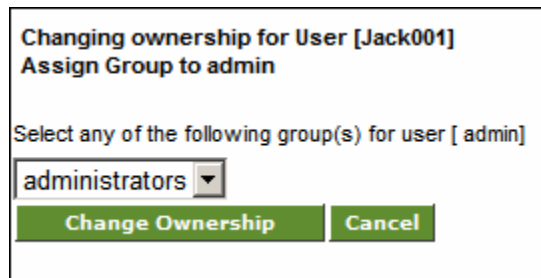 Changing ownership for User [Jack001]
Assign Group to admin
Select any of the following group(s) for user [ admin]
administrators
Change Ownership Cancel